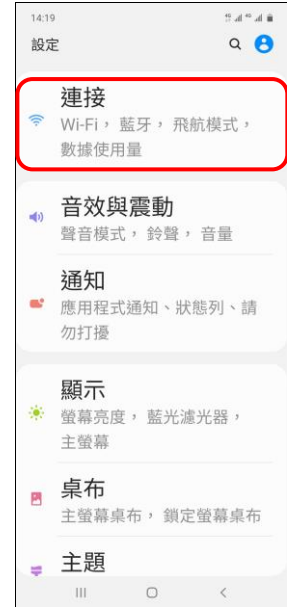 14:19
設定
連接
Wi-Fi， 藍牙， 飛航模式，
數據使用量
音效與震動
聲音模式， 鈴聲， 音量
通知
應用程式通知、狀態列、請
勿打擾
顯示
螢幕亮度， 藍光濾光器，
主螢幕
桌布
主螢幕桌布， 鎖定螢幕桌布
主題